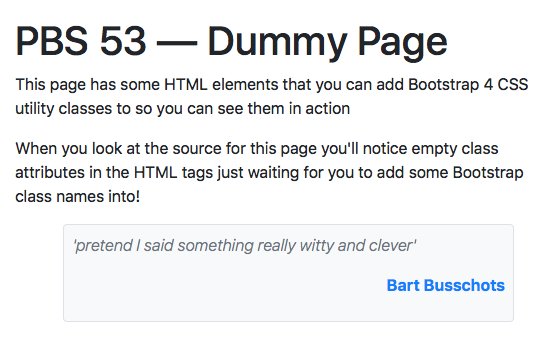 PBS 53 — Dummy Page
This page has some HTML elements that you can add Bootstrap 4 CSS
utility classes to so you can see them in action
When you look at the source for this page you'll notice empty class
attributes in the HTML tags just waiting for you to add some Bootstrap
class names into!
'pretend I said something really witty and clever'
Bart Busschots